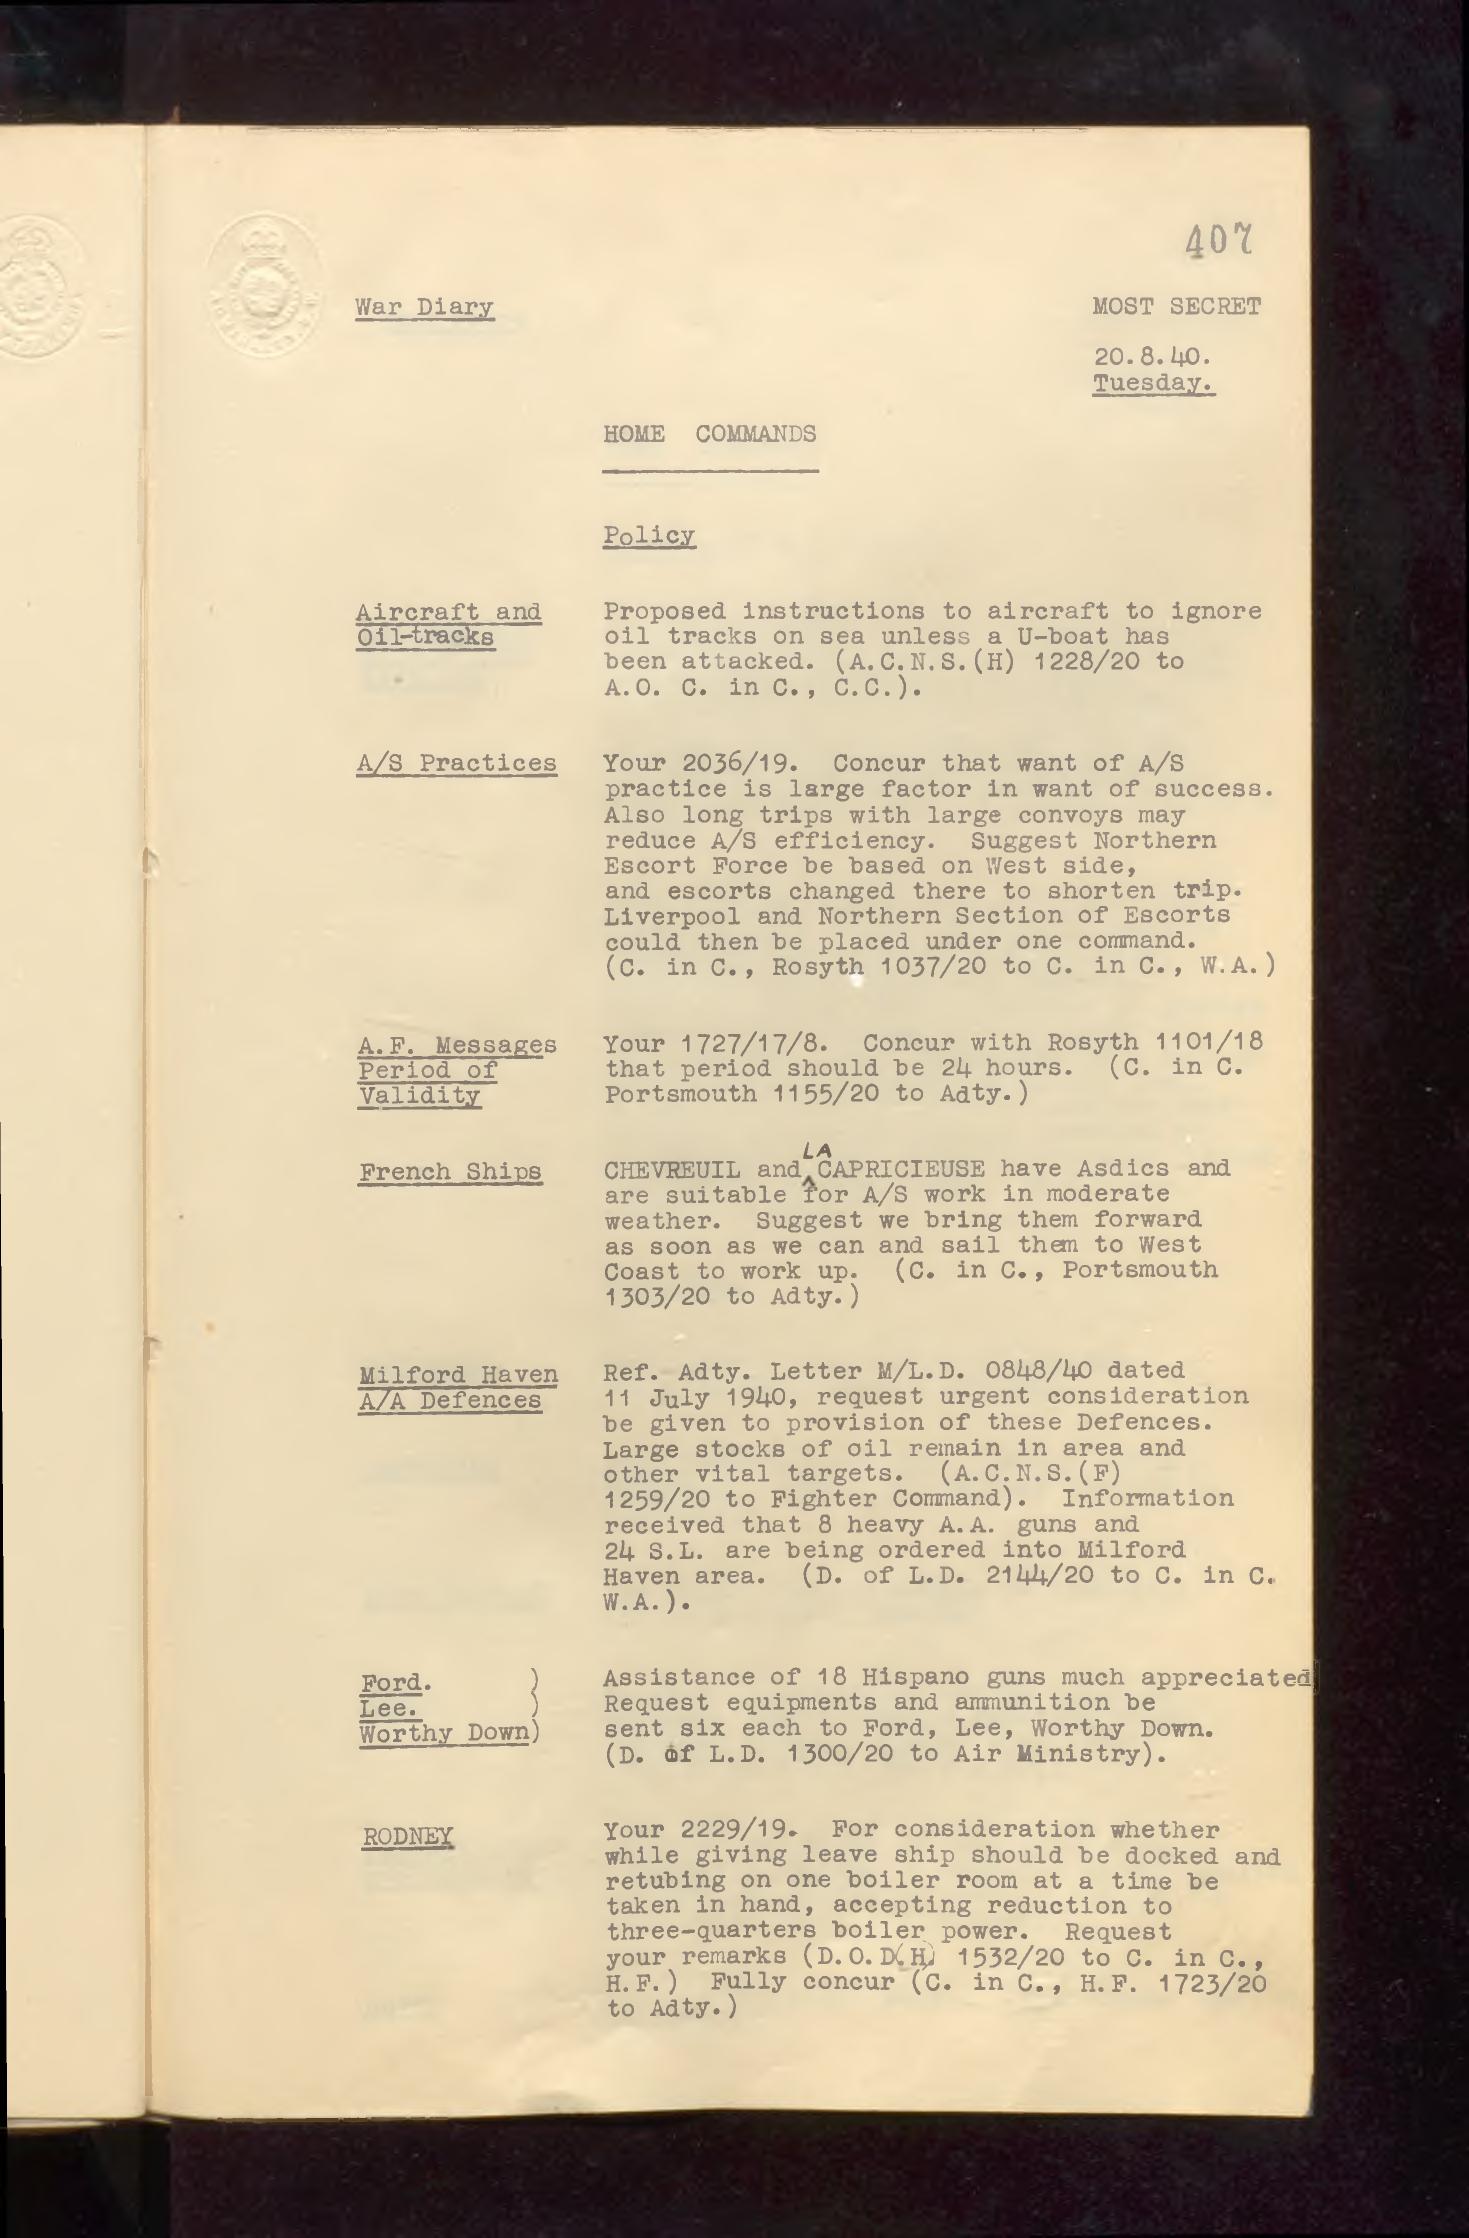 407
War Diary
MOST SECRET
20.8.40.
Tuesday.
HOME COMMANDS
Policy
Aircraft and
Oil-tracks
Proposed instructions to aircraft to ignore
oil tracks on sea unless a U-boat has
been attacked. (A.C.N.S.(H) 1228/20 to
A.O. C. in C., C.C.).
A/S Practices
Your 2036/19. Concur that want of A/S
practice is large factor in want of success.
Also long trips with large convoys may
reduce A/S efficiency. Suggest Northern
Escort Force be based on West side,
and escorts changed there to shorten trip.
Liverpool and Northern Section of Escorts
could then be placed under one command.
(C. in C., Rosyth 1037/20 to C. in C., W.A.)
A.F. Messages
Period of
Validity
Your 1727/17/8. Concur with Rosyth 1101/18
that period should be 24 hours. (C. in C.
Portsmouth 1155/20 to Adty.)
French Ships
LA
CHEVREUIL and CAPRICIEUSE have Asdics and
are suitable for A/S work in moderate
weather. Suggest we bring them forward
as soon as we can and sail them to West
Coast to work up. (C. in C., Portsmouth
1303/20 to Adty.)
Milford Haven
A/A Defences
Ref. Adty. Letter M/L.D. 0848/40 dated
11 July 1940, request urgent consideration
be given to provision of these Defences.
Large stocks of oil remain in area and
other vital targets. (A.C.N.S.(F)
1259/20 to Fighter Command). Information
received that 8 heavy A.A. guns and
24 S.L. are being ordered into Milford
Haven area. (D. of L.D. 2144/20 to C. in C.
W.A.).
Ford. )
Lee. )
Worthy Down)
Assistance of 18 Hispano guns much appreciated
Request equipments and ammunition be
sent six each to Ford, Lee, Worthy Down.
(D. of L.D. 1300/20 to Air Ministry).
RODNEY
Your 2229/19. For consideration whether
while giving leave ship should be docked and
retubing on one boiler room at a time be
taken in hand, accepting reduction to
three-quarters boiler power. Request
your remarks (D.O.D(H) 1532/20 to C. in C.,
H.F.) Fully concur (C. in C., H.F. 1723/20
to Adty.)